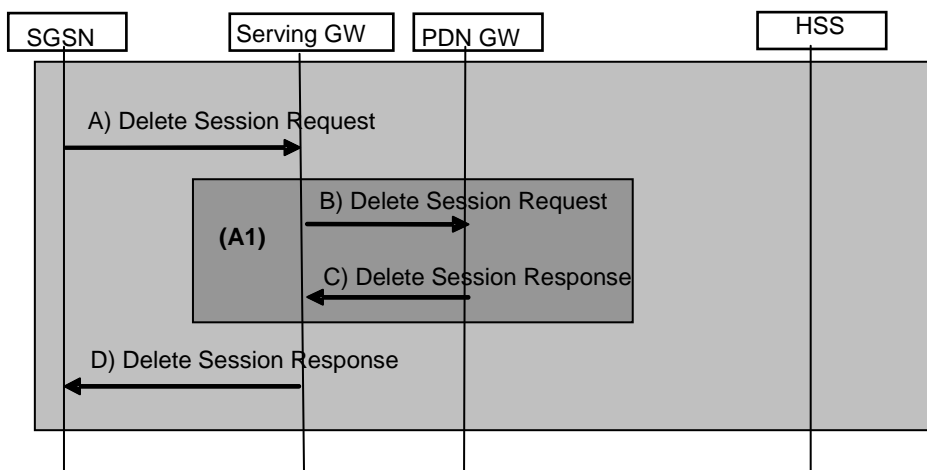 SGSN
Serving GW
PDN GW
HSS
A) Delete Session Request
B) Delete Session Request
(A1)
C) Delete Session Response
D) Delete Session Response